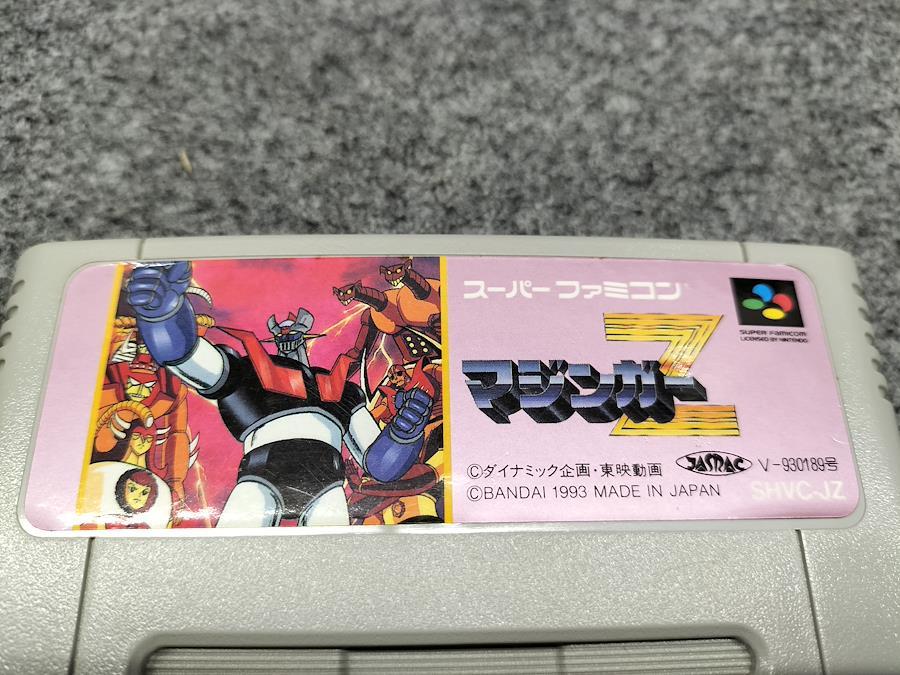 スーパーファミコン
SUPER FAMICOM
LICENSED BY NINTENDO
マジンガーZ
©ダイナミック企画・東映動画
JASRAC
V-930189号
©BANDAI 1993 MADE IN JAPAN
SHVC-JZ